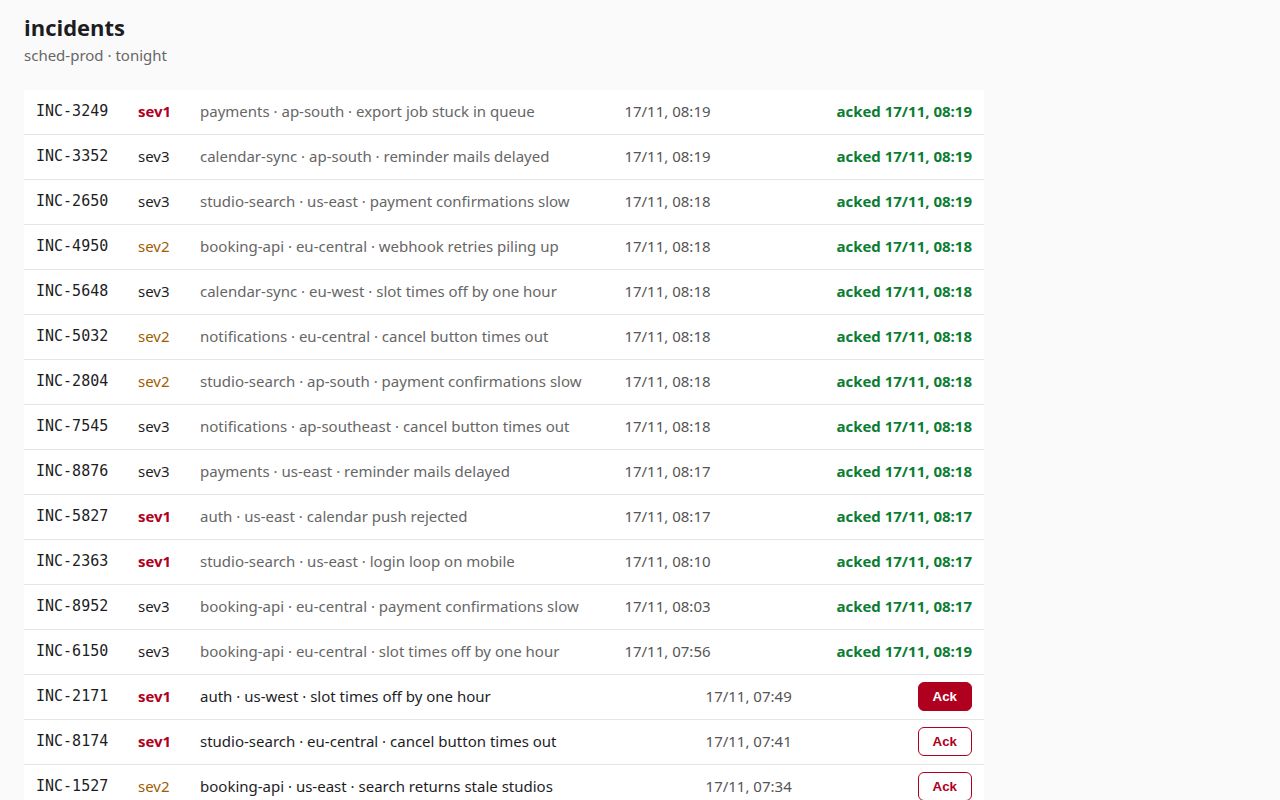 incidents
sched-prod · tonight
INC-3249 sev1 payments · ap-south · export job stuck in queue 17/11, 08:19 acked 17/11, 08:19
INC-3352 sev3 calendar-sync · ap-south · reminder mails delayed 17/11, 08:19 acked 17/11, 08:19
INC-2650 sev3 studio-search · us-east · payment confirmations slow 17/11, 08:18 acked 17/11, 08:19
INC-4950 sev2 booking-api · eu-central · webhook retries piling up 17/11, 08:18 acked 17/11, 08:18
INC-5648 sev3 calendar-sync · eu-west · slot times off by one hour 17/11, 08:18 acked 17/11, 08:18
INC-5032 sev2 notifications · eu-central · cancel button times out 17/11, 08:18 acked 17/11, 08:18
INC-2804 sev2 studio-search · ap-south · payment confirmations slow 17/11, 08:18 acked 17/11, 08:18
INC-7545 sev3 notifications · ap-southeast · cancel button times out 17/11, 08:18 acked 17/11, 08:18
INC-8876 sev3 payments · us-east · reminder mails delayed 17/11, 08:17 acked 17/11, 08:18
INC-5827 sev1 auth · us-east · calendar push rejected 17/11, 08:17 acked 17/11, 08:17
INC-2363 sev1 studio-search · us-east · login loop on mobile 17/11, 08:10 acked 17/11, 08:17
INC-8952 sev3 booking-api · eu-central · payment confirmations slow 17/11, 08:03 acked 17/11, 08:17
INC-6150 sev3 booking-api · eu-central · slot times off by one hour 17/11, 07:56 acked 17/11, 08:19
INC-2171 sev1 auth · us-west · slot times off by one hour 17/11, 07:49 Ack
INC-8174 sev1 studio-search · eu-central · cancel button times out 17/11, 07:41 Ack
INC-1527 sev2 booking-api · us-east · search returns stale studios 17/11, 07:34 Ack